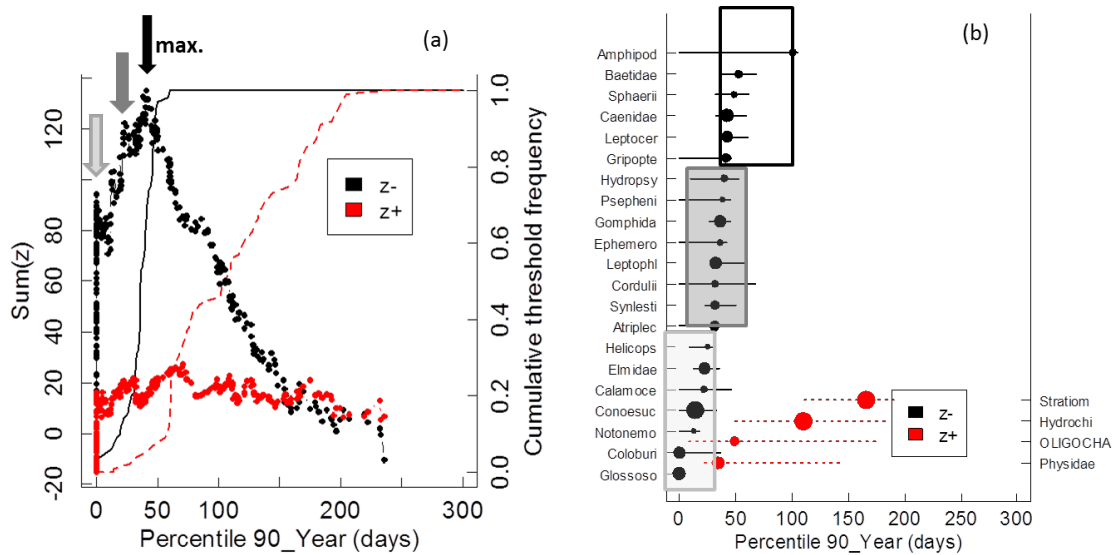 max.
(a)
Sum(z)
120
100
80
60
40
20
0
-20
1.0
0.8
0.6
0.4
0.2
0.0
Cumulative threshold frequency
z-
z+
0 50 100 150 200 250 300
Percentile 90_Year (days)
(b)
Amphipod
Baetidae
Sphaerii
Caenidae
Leptocer
Gripopte
Hydropsy
Psepheni
Gomphida
Ephemero
Leptophl
Cordulii
Synlesti
Atriplec
Helicops
Elmidae
Calamoce
Conoesuc
Notonemo
Coloburi
Glossoso
z-
z+
Stratiom
Hydrochi
OLIGOCHA
Physidae
0 50 100 150 200 250 300
Percentile 90_Year (days)